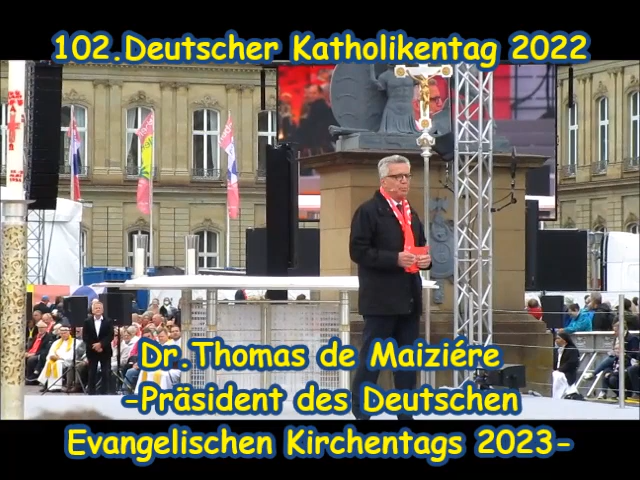 102.Deutscher Katholikentag 2022
Dr.Thomas de Maiziére
-Präsident des Deutschen
Evangelischen Kirchentags 2023-